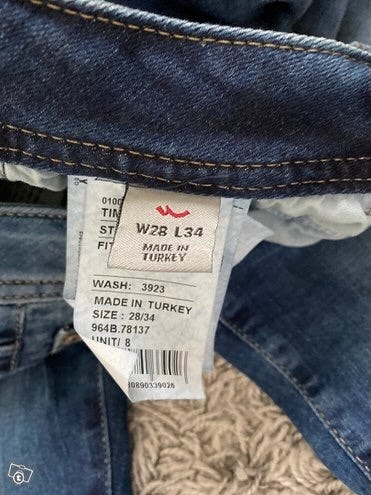 W28 L34
MADE IN
TURKEY
0100
TIM
ST
FIT
WASH: 3923
MADE IN TURKEY
SIZE : 28/34
964B.78137
UNIT/ 8
80890339026